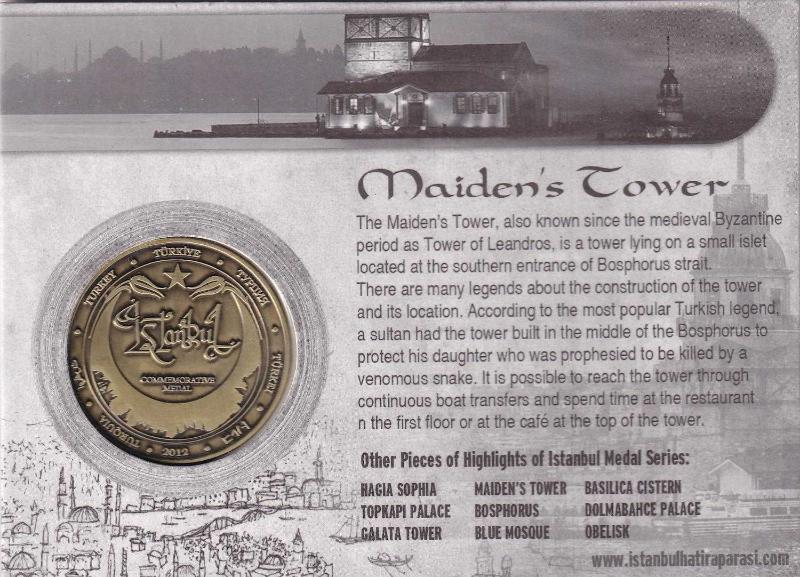 Maiden's Tower
The Maiden's Tower, also known since the medieval Byzantine
period as Tower of Leandros, is a tower lying on a small islet
located at the southern entrance of Bosphorus strait.
There are many legends about the construction of the tower
and its location. According to the most popular Turkish legend,
a sultan had the tower built in the middle of the Bosphorus to
protect his daughter who was prophesied to be killed by a
venomous snake. It is possible to reach the tower through
continuous boat transfers and spend time at the restaurant
n the first floor or at the café at the top of the tower.
TURKEY TÜRKİYE ТУРЦИЯ TÜRKEI
İstanbul
COMMEMORATIVE
MEDAL
TURQUIA 2012
Other Pieces of Highlights of Istanbul Medal Series:
HAGIA SOPHIA MAIDEN'S TOWER BASILICA CISTERN
TOPKAPI PALACE BOSPHORUS DOLMABAHCE PALACE
GALATA TOWER BLUE MOSQUE OBELISK
www.istanbulhatiraparasi.com